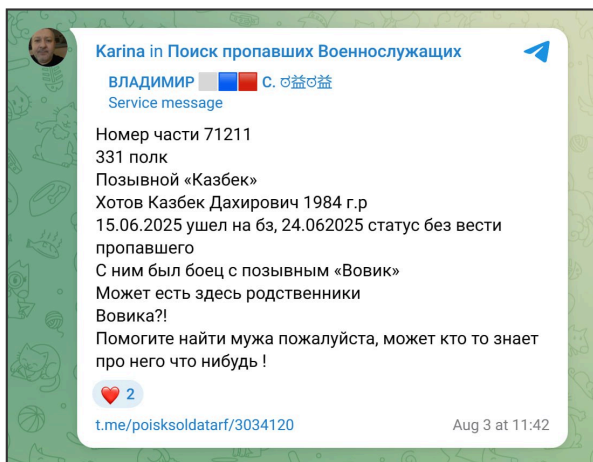 Karina in Поиск пропавших Военнослужащих
ВЛАДИМИР ⬜🟦🟥 С. ಠ益ಠ益
Service message
Номер части 71211
331 полк
Позывной «Казбек»
Хотов Казбек Дахирович 1984 г.р
15.06.2025 ушел на бз, 24.062025 статус без вести
пропавшего
С ним был боец с позывным «Вовик»
Может есть здесь родственники
Вовика?!
Помогите найти мужа пожалуйста, может кто то знает
про него что нибудь !
❤️ 2
t.me/poisksoldatarf/3034120
Aug 3 at 11:42